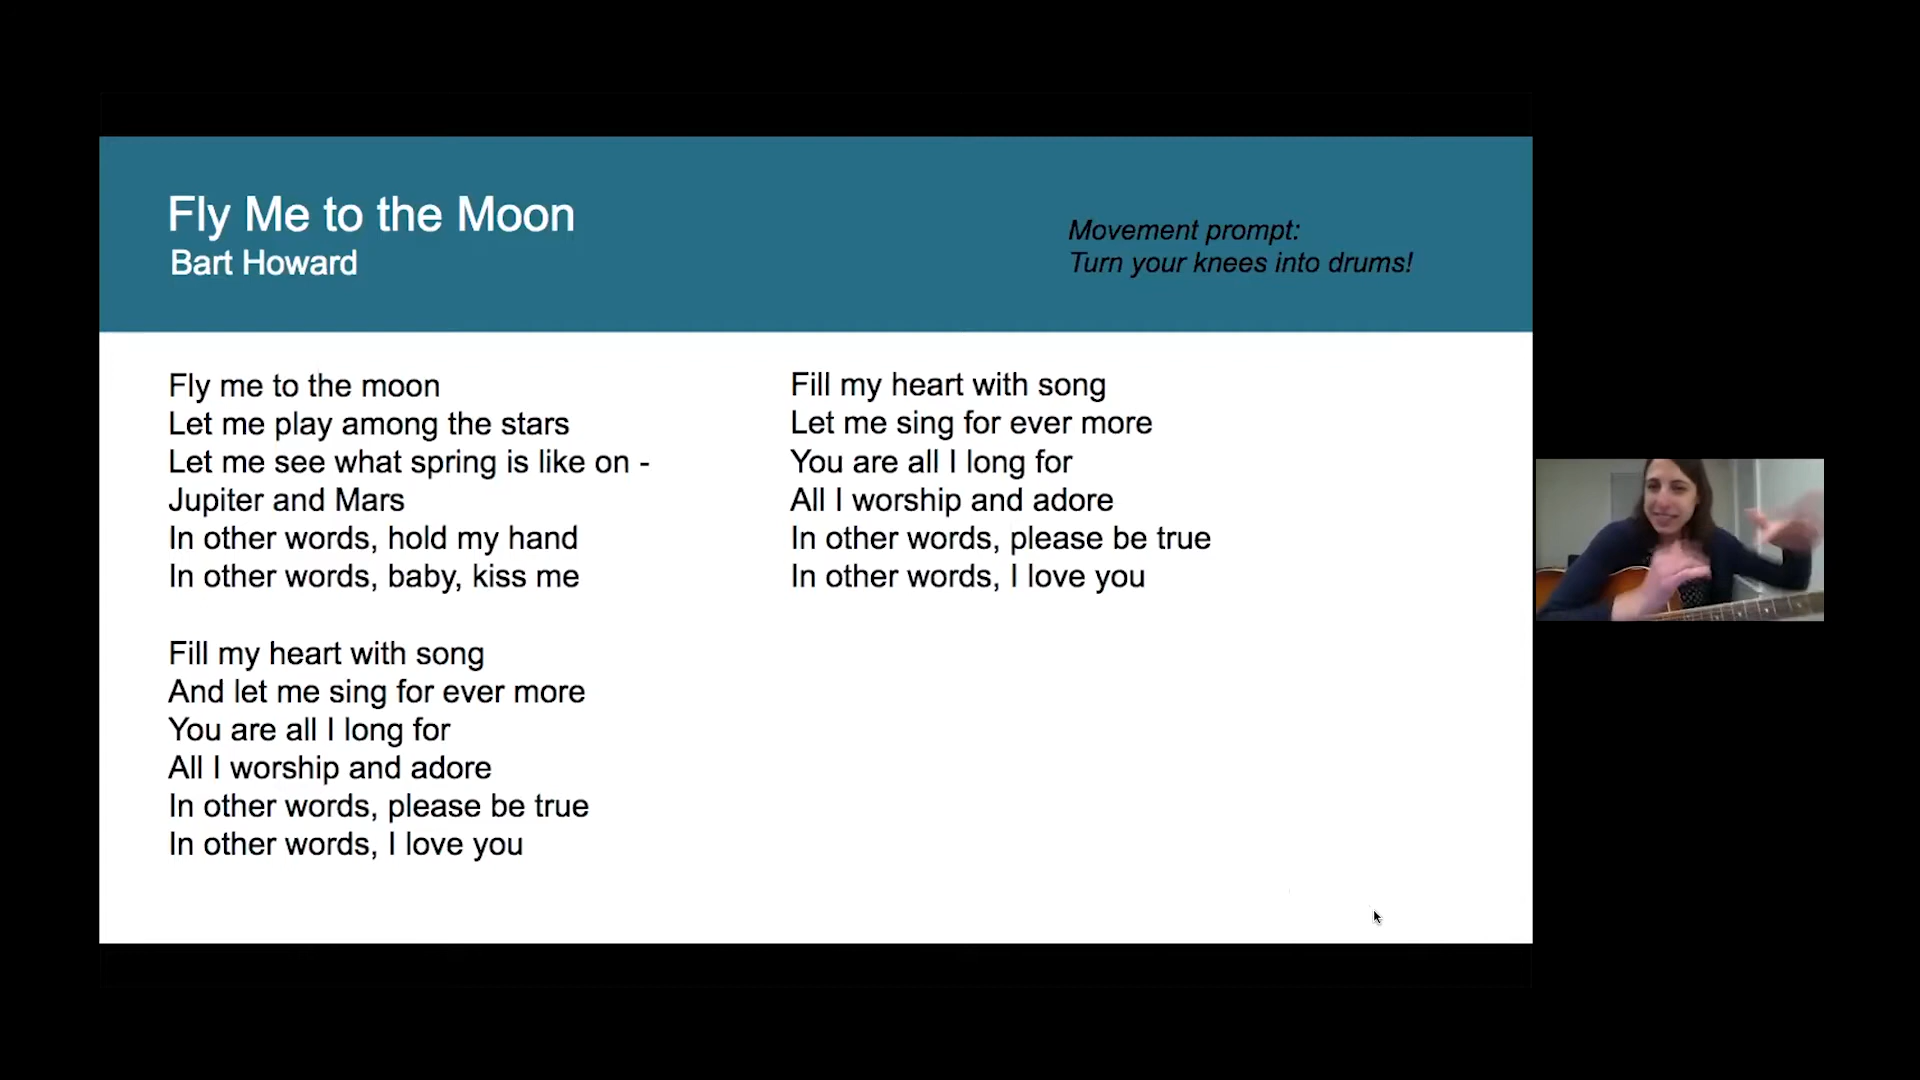 Fly Me to the Moon
Bart Howard
Movement prompt:
Turn your knees into drums!
Fly me to the moon
Let me play among the stars
Let me see what spring is like on -
Jupiter and Mars
In other words, hold my hand
In other words, baby, kiss me
Fill my heart with song
And let me sing for ever more
You are all I long for
All I worship and adore
In other words, please be true
In other words, I love you
Fill my heart with song
Let me sing for ever more
You are all I long for
All I worship and adore
In other words, please be true
In other words, I love you